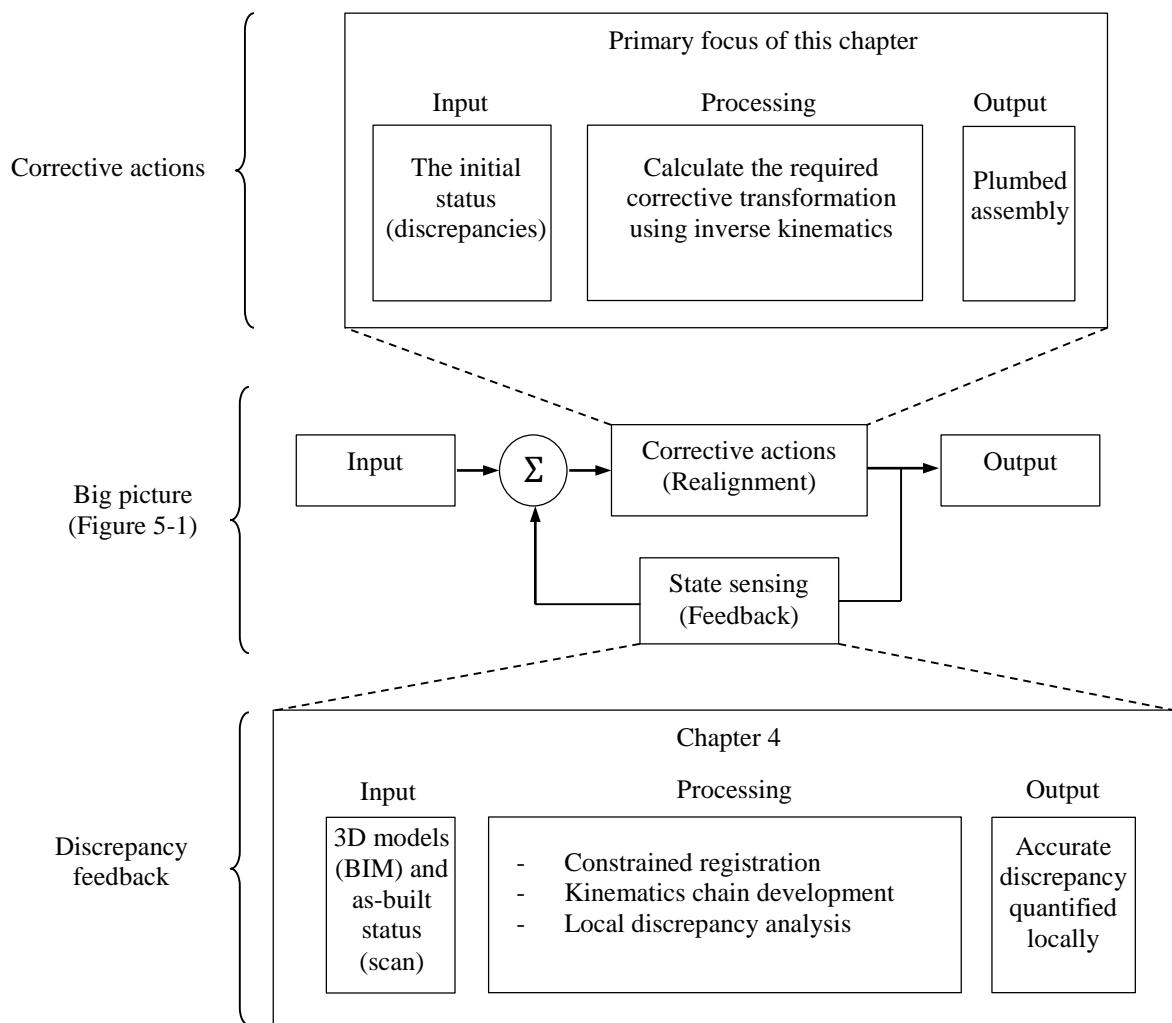 Primary focus of this chapter
Input
Processing
Output
Corrective actions
The initial
status
(discrepancies)
Calculate the required
corrective transformation
using inverse kinematics
Plumbed
assembly
Big picture
(Figure 5-1)
Input
Σ
Corrective actions
(Realignment)
Output
State sensing
(Feedback)
Chapter 4
Input
Processing
Output
Discrepancy
feedback
3D models
(BIM) and
as-built
status
(scan)
- Constrained registration
- Kinematics chain development
- Local discrepancy analysis
Accurate
discrepancy
quantified
locally